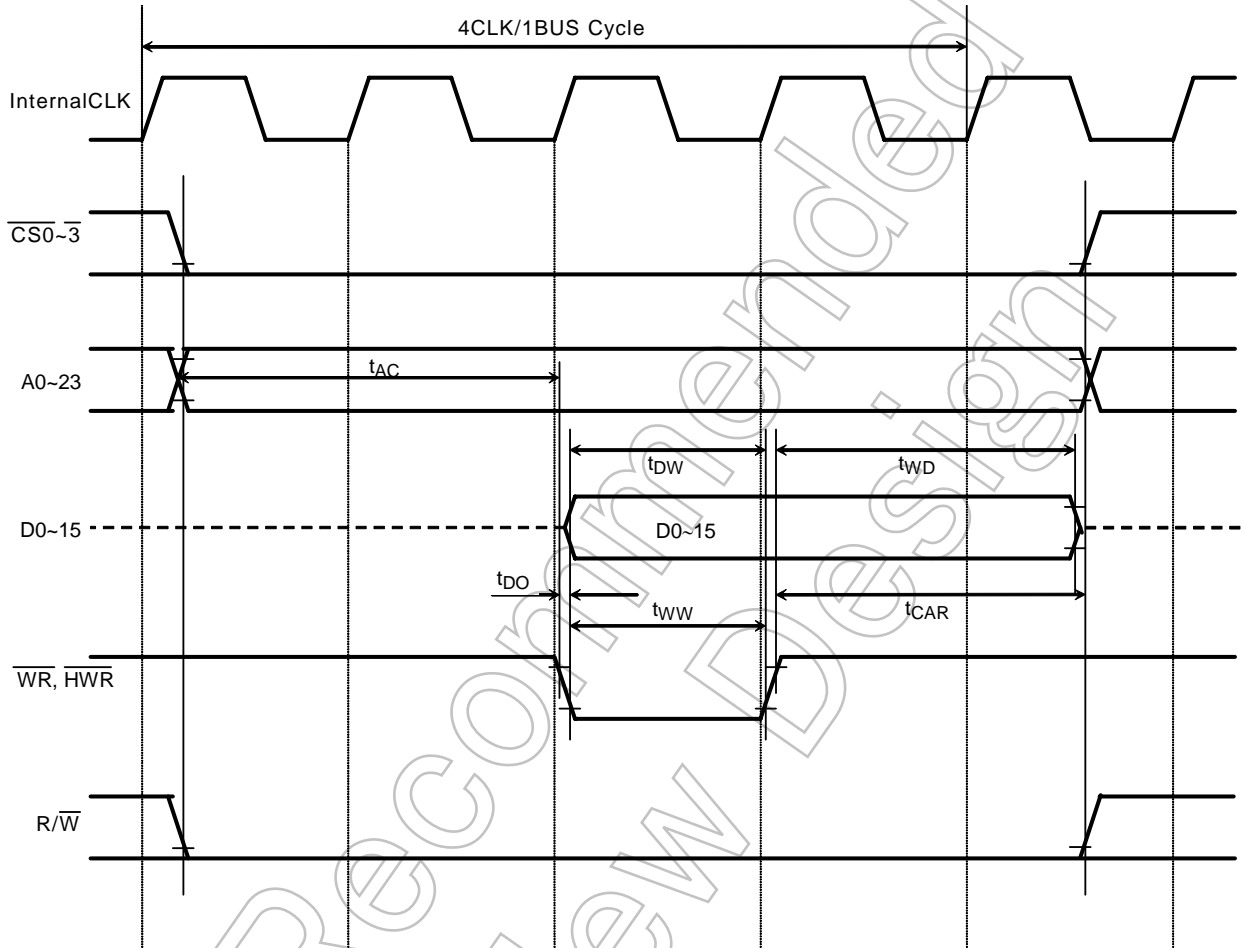 4CLK/1BUS Cycle
InternalCLK
CS0~3
A0~23
tAC
tDW
tWD
D0~15
D0~15
tDO
tWW
tCAR
WR, HWR
R/W
Recommended
New Design